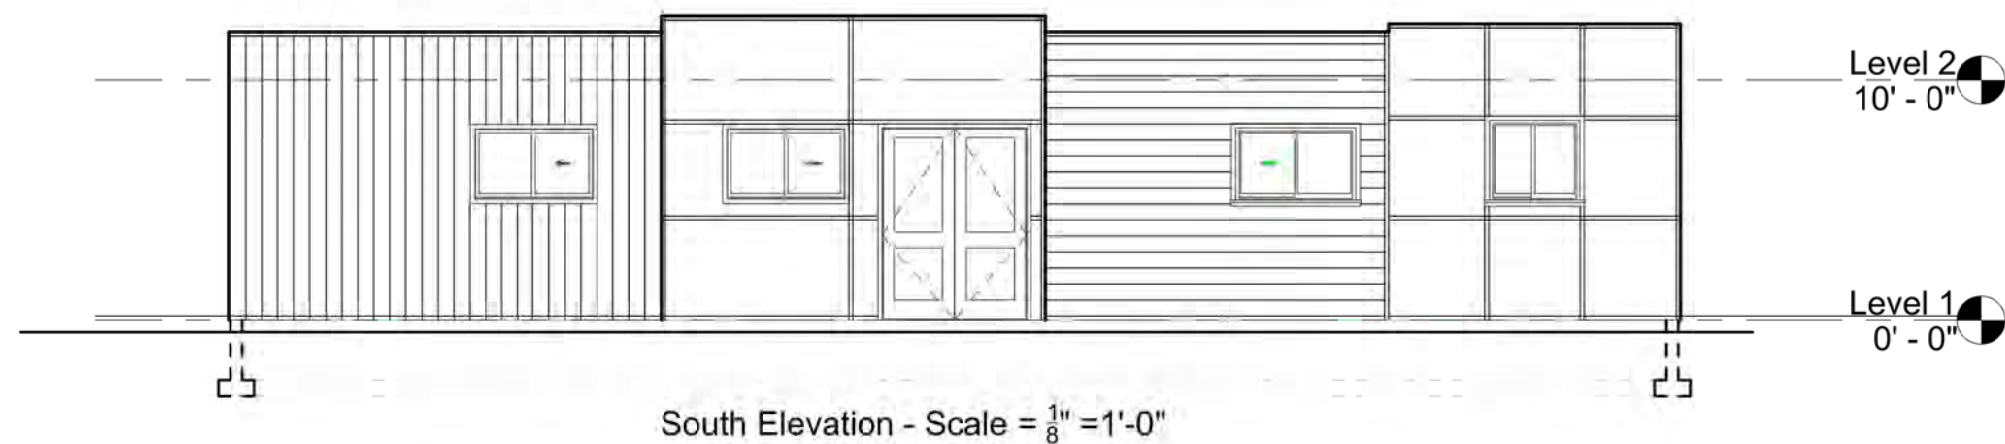 Level 2
10' - 0"
Level 1
0' - 0"
South Elevation - Scale = 1/8" =1'-0"